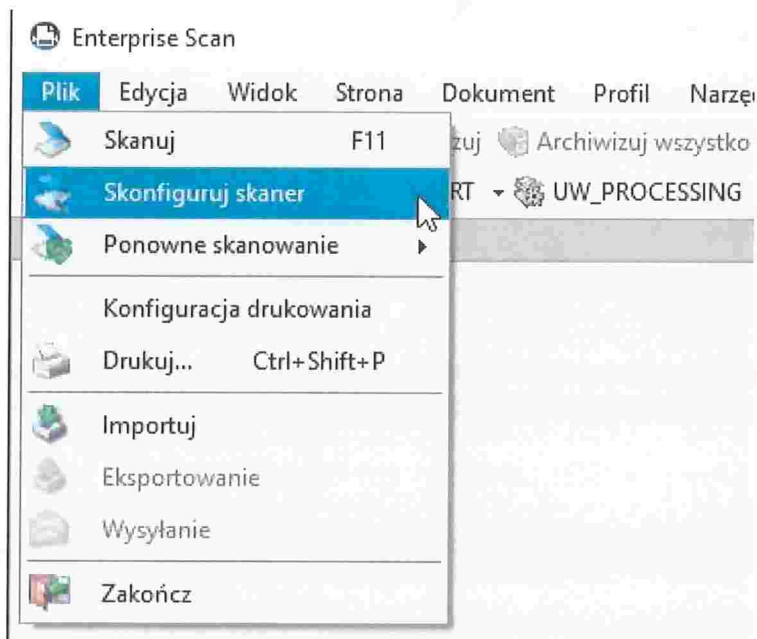 Enterprise Scan
Plik Edycja Widok Strona Dokument Profil
Skanuj F11
Archiwizuj wszystko
Skonfiguruj skaner
UW_PROCESSING
Ponowne skanowanie
Konfiguracja drukowania
Drukuj... Ctrl+Shift+P
Importuj
Eksportowanie
Wysyłanie
Zakończ